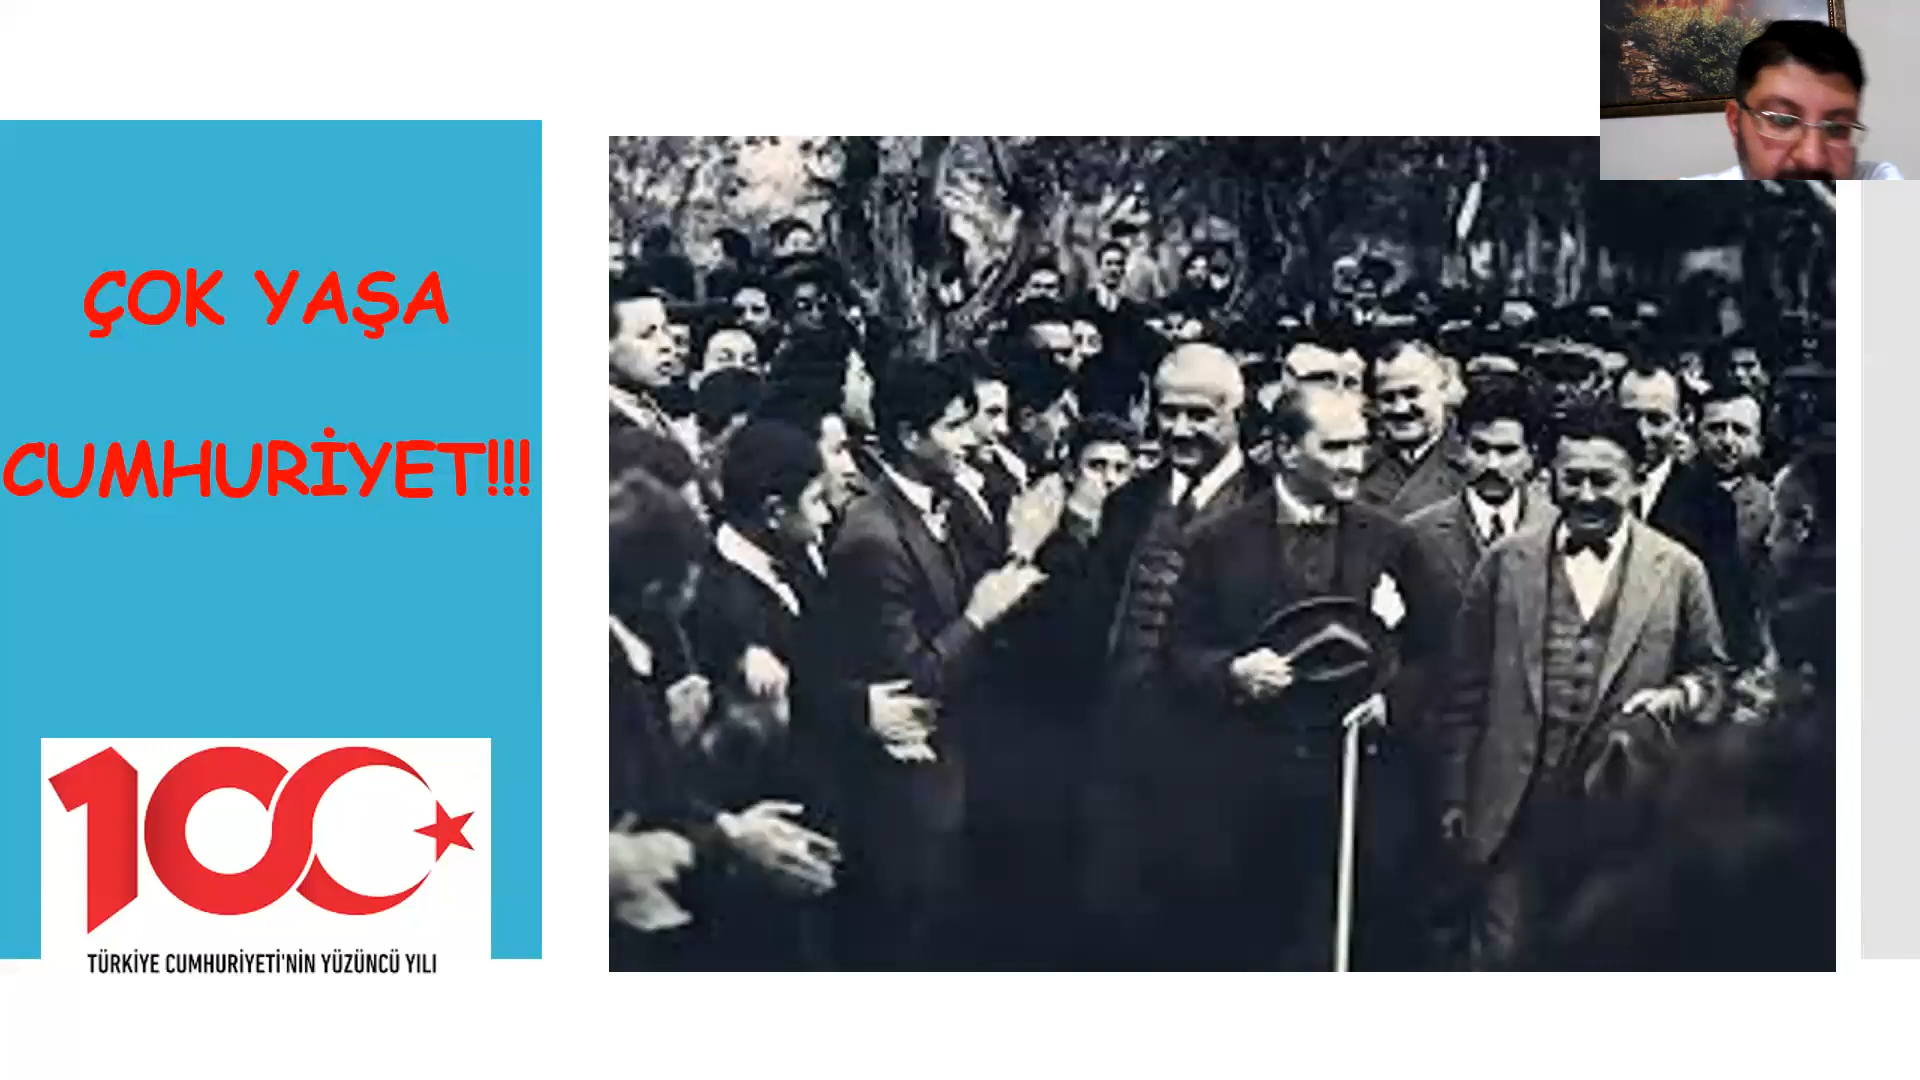 ÇOK YAŞA
CUMHURİYET!!!
100
TÜRKİYE CUMHURİYETİ'NİN YÜZÜNCÜ YILI